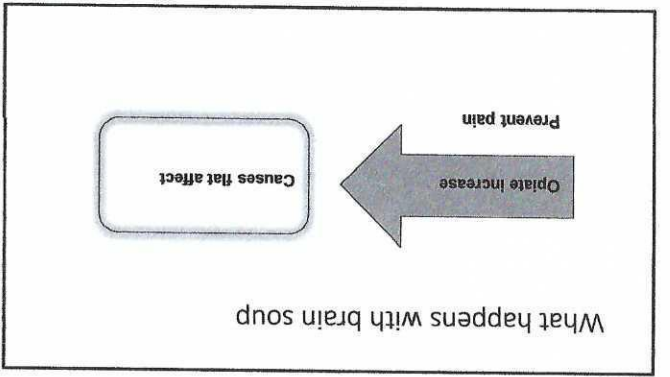 What happens with brain soup
Opiate increase
Prevent pain
Causes flat affect